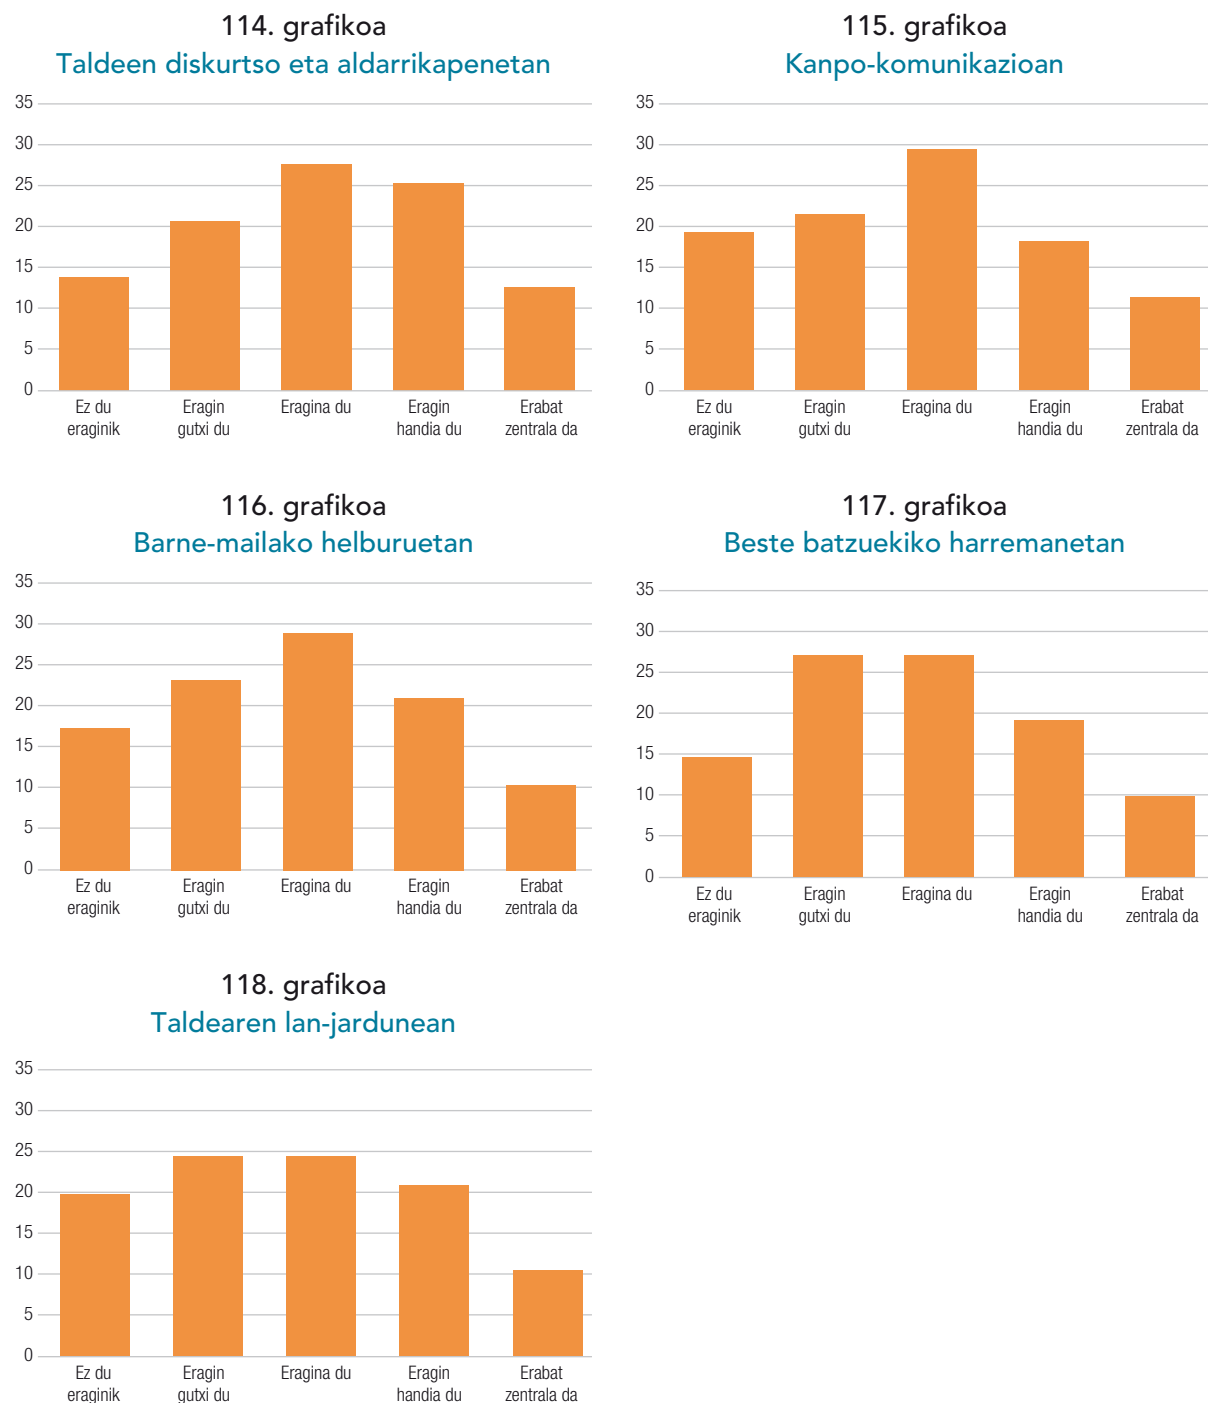 114. grafikoa
Taldeen diskurtso eta aldarrikapenetan
35
30
25
20
15
10
5
0
Ez du
eraginik
Eragin
gutxi du
Eragina du
Eragin
handia du
Erabat
zentrala da
115. grafikoa
Kanpo-komunikazioan
35
30
25
20
15
10
5
0
Ez du
eraginik
Eragin
gutxi du
Eragina du
Eragin
handia du
Erabat
zentrala da
116. grafikoa
Barne-mailako helburuetan
35
30
25
20
15
10
5
0
Ez du
eraginik
Eragin
gutxi du
Eragina du
Eragin
handia du
Erabat
zentrala da
117. grafikoa
Beste batzuekiko harremanetan
35
30
25
20
15
10
5
0
Ez du
eraginik
Eragin
gutxi du
Eragina du
Eragin
handia du
Erabat
zentrala da
118. grafikoa
Taldearen lan-jardunean
35
30
25
20
15
10
5
0
Ez du
eraginik
Eragin
gutxi du
Eragina du
Eragin
handia du
Erabat
zentrala da